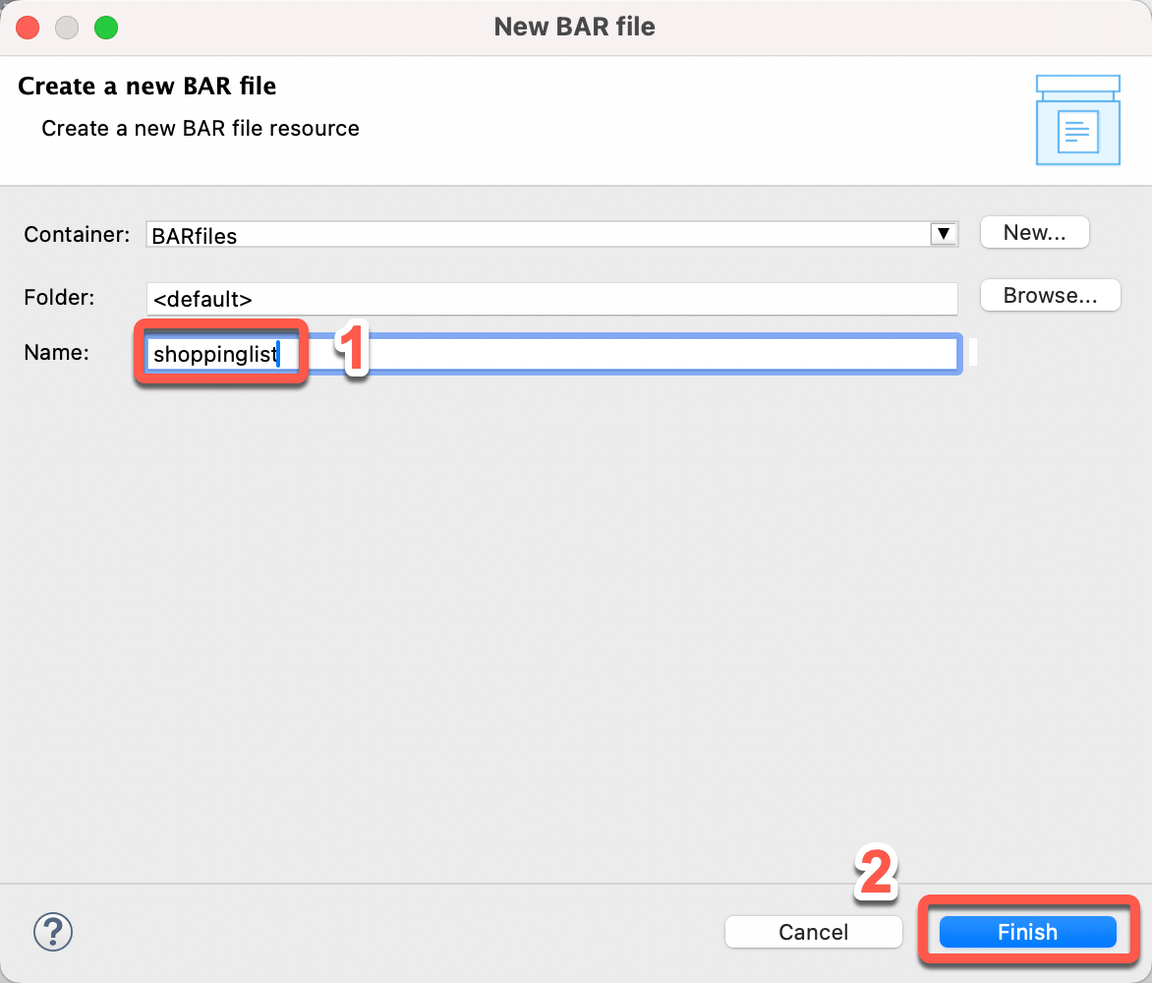 New BAR file
Create a new BAR file
Create a new BAR file resource
Container: BARfiles New...
Folder: <default> Browse...
Name: shoppinglist 1
2
? Cancel Finish